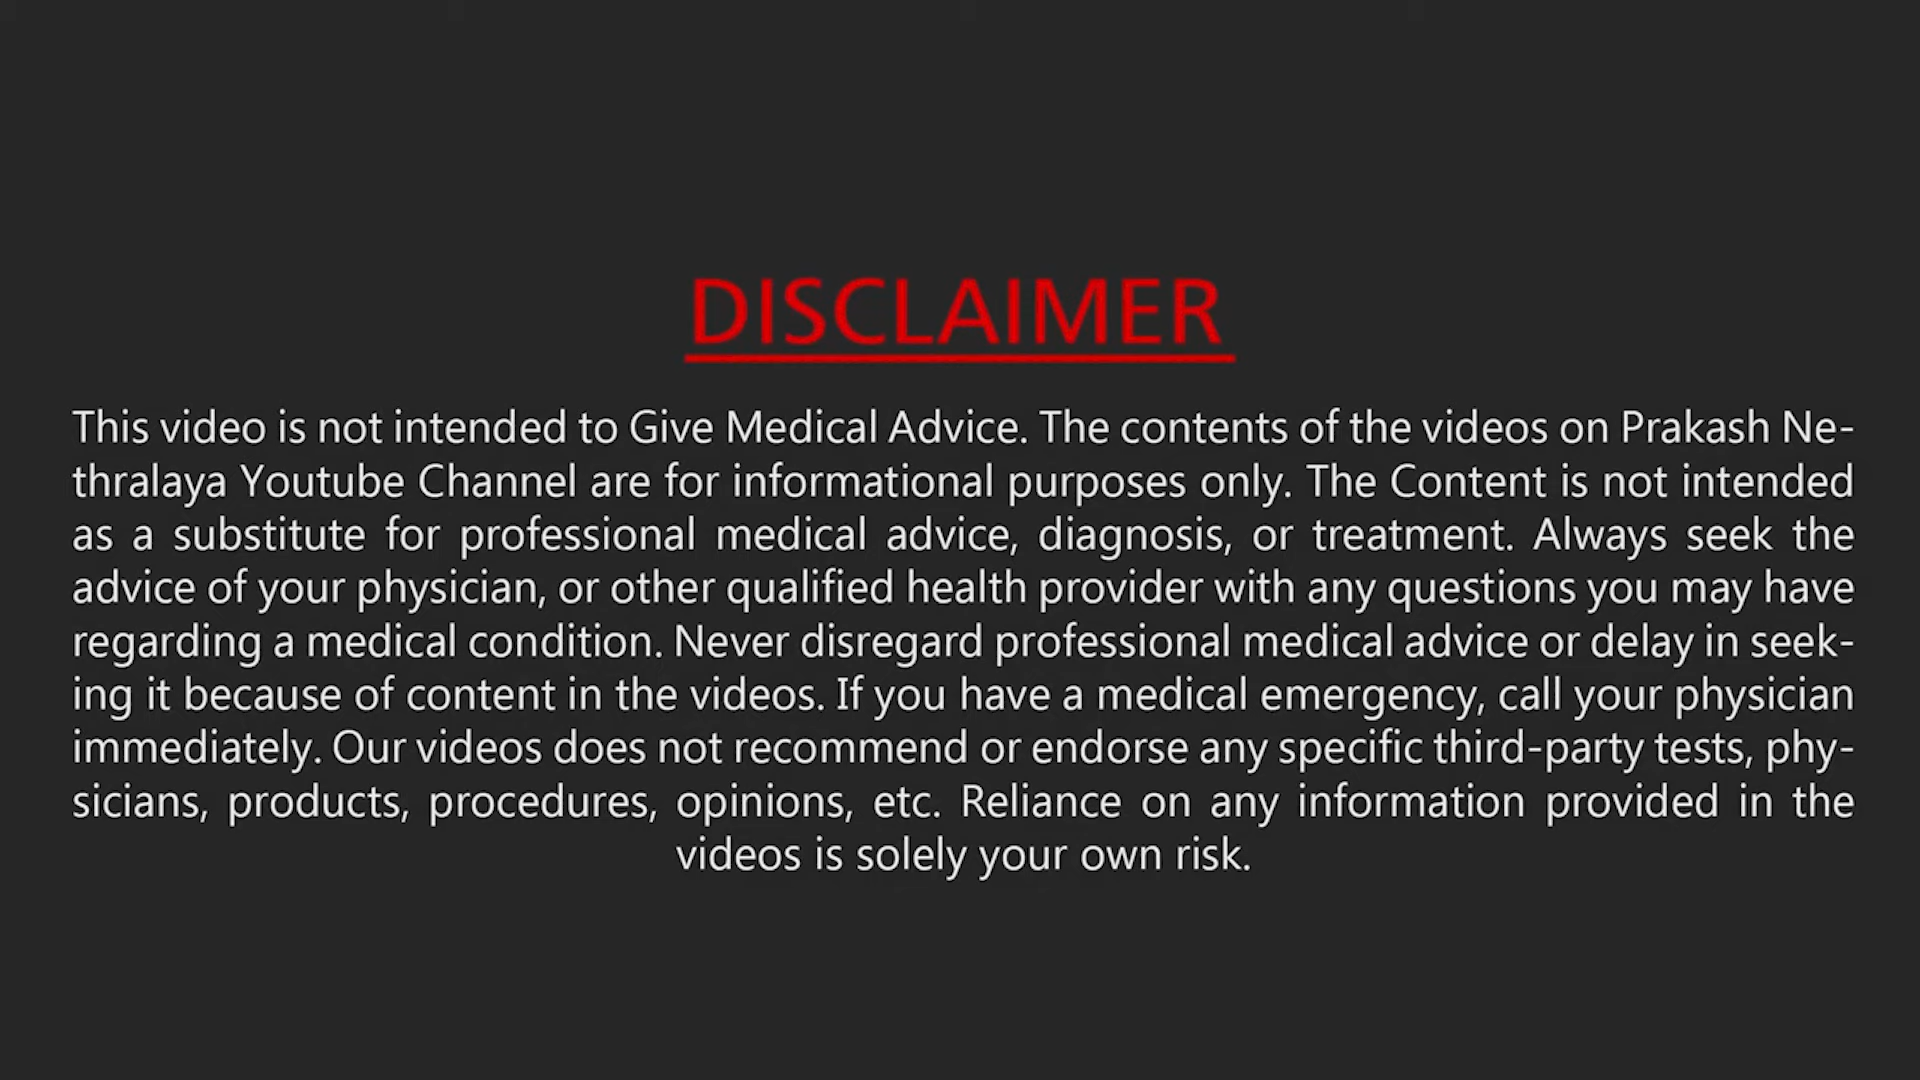 DISCLAIMER
This video is not intended to Give Medical Advice. The contents of the videos on Prakash Ne-
thralaya Youtube Channel are for informational purposes only. The Content is not intended
as a substitute for professional medical advice, diagnosis, or treatment. Always seek the
advice of your physician, or other qualified health provider with any questions you may have
regarding a medical condition. Never disregard professional medical advice or delay in seek-
ing it because of content in the videos. If you have a medical emergency, call your physician
immediately. Our videos does not recommend or endorse any specific third-party tests, phy-
sicians, products, procedures, opinions, etc. Reliance on any information provided in the
videos is solely your own risk.